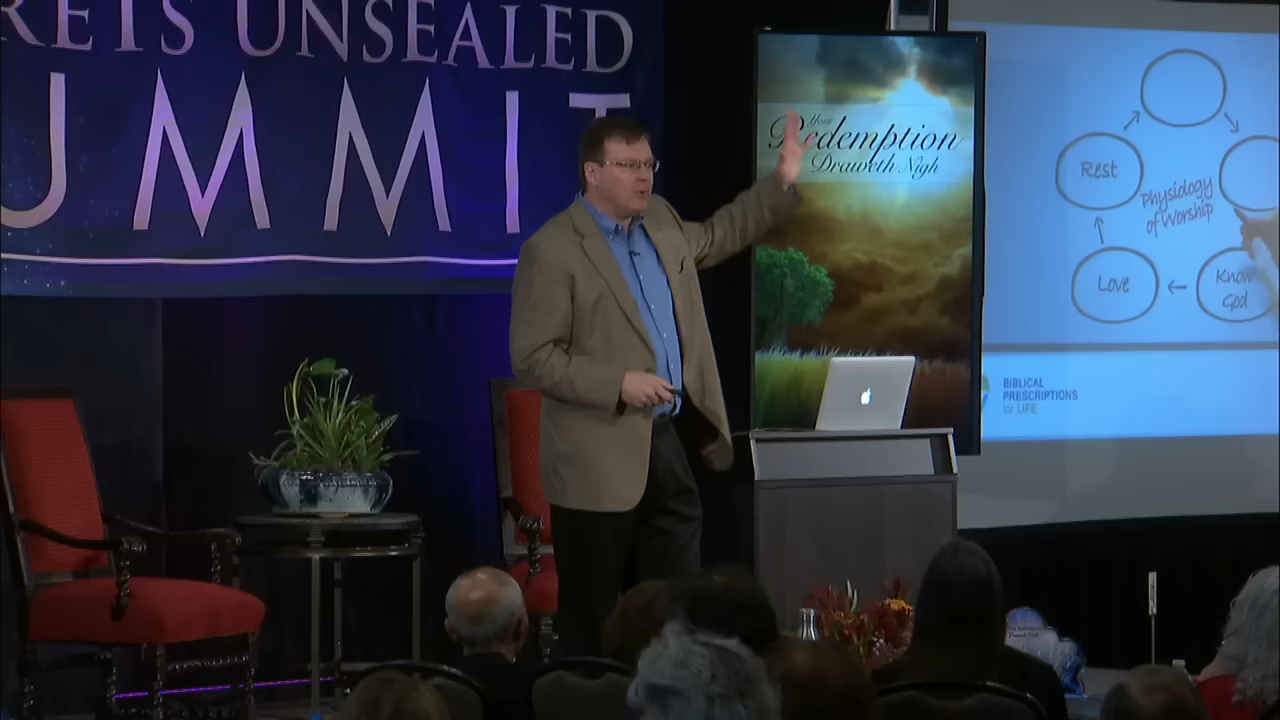 RETS UNSEALED
UMMIT
Your
Redemption
Draweth Nigh
Rest
Physiology
of Worship
Love
Know
God
BIBLICAL
PRESCRIPTIONS
for LIFE